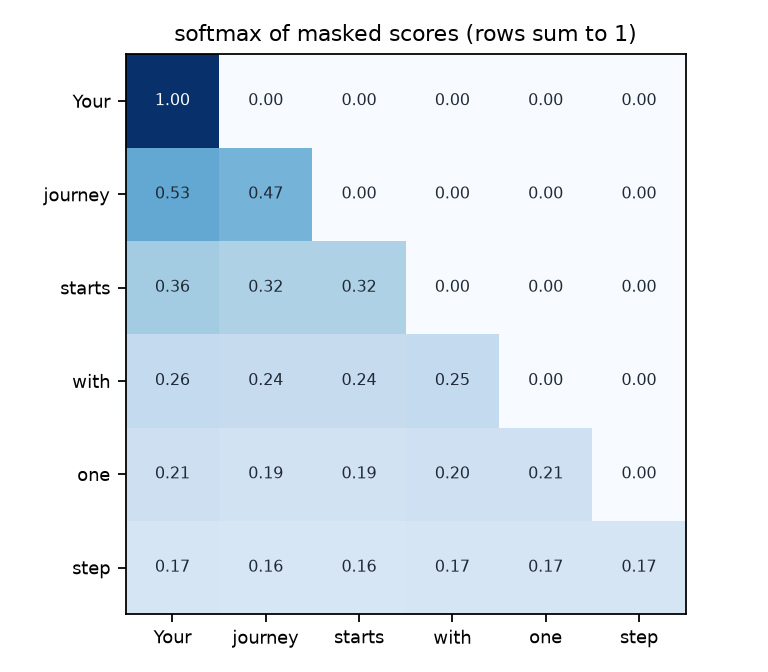 softmax of masked scores (rows sum to 1)
Your 1.00 0.00 0.00 0.00 0.00 0.00
journey 0.53 0.47 0.00 0.00 0.00 0.00
starts 0.36 0.32 0.32 0.00 0.00 0.00
with 0.26 0.24 0.24 0.25 0.00 0.00
one 0.21 0.19 0.19 0.20 0.21 0.00
step 0.17 0.16 0.16 0.17 0.17 0.17
Your journey starts with one step